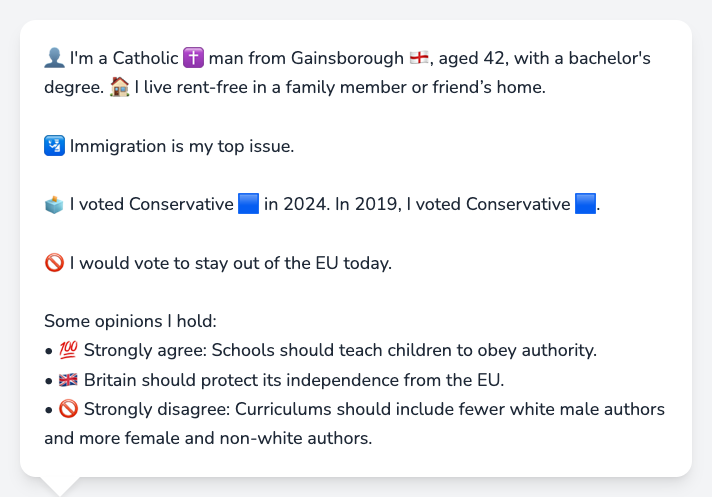 👤 I'm a Catholic ✝️ man from Gainsborough 🏴󠁧󠁢󠁥󠁮󠁧󠁿, aged 42, with a bachelor's
degree. 🏠 I live rent-free in a family member or friend’s home.
🛂 Immigration is my top issue.
🗳️ I voted Conservative 🟦 in 2024. In 2019, I voted Conservative 🟦.
🚫 I would vote to stay out of the EU today.
Some opinions I hold:
• 💯 Strongly agree: Schools should teach children to obey authority.
• 🇬🇧 Britain should protect its independence from the EU.
• 🚫 Strongly disagree: Curriculums should include fewer white male authors
and more female and non-white authors.